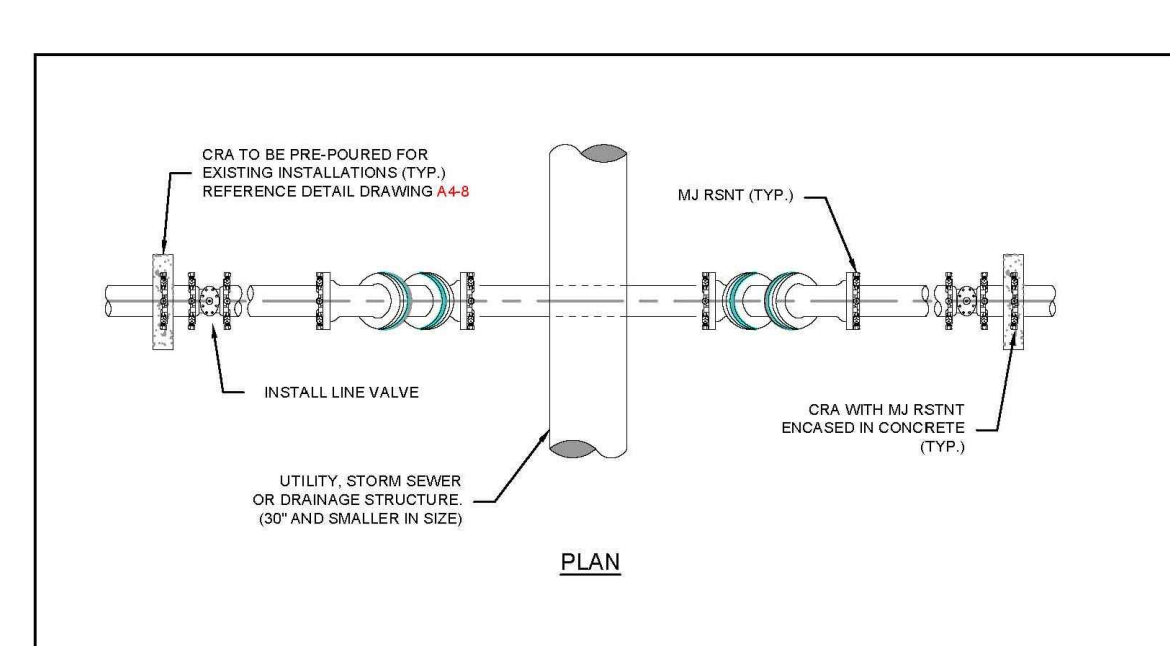 CRA TO BE PRE-POURED FOR
EXISTING INSTALLATIONS (TYP.)
REFERENCE DETAIL DRAWING A4-8
MJ RSNT (TYP.)
INSTALL LINE VALVE
CRA WITH MJ RSTNT
ENCASED IN CONCRETE
(TYP.)
UTILITY, STORM SEWER
OR DRAINAGE STRUCTURE.
(30" AND SMALLER IN SIZE)
PLAN